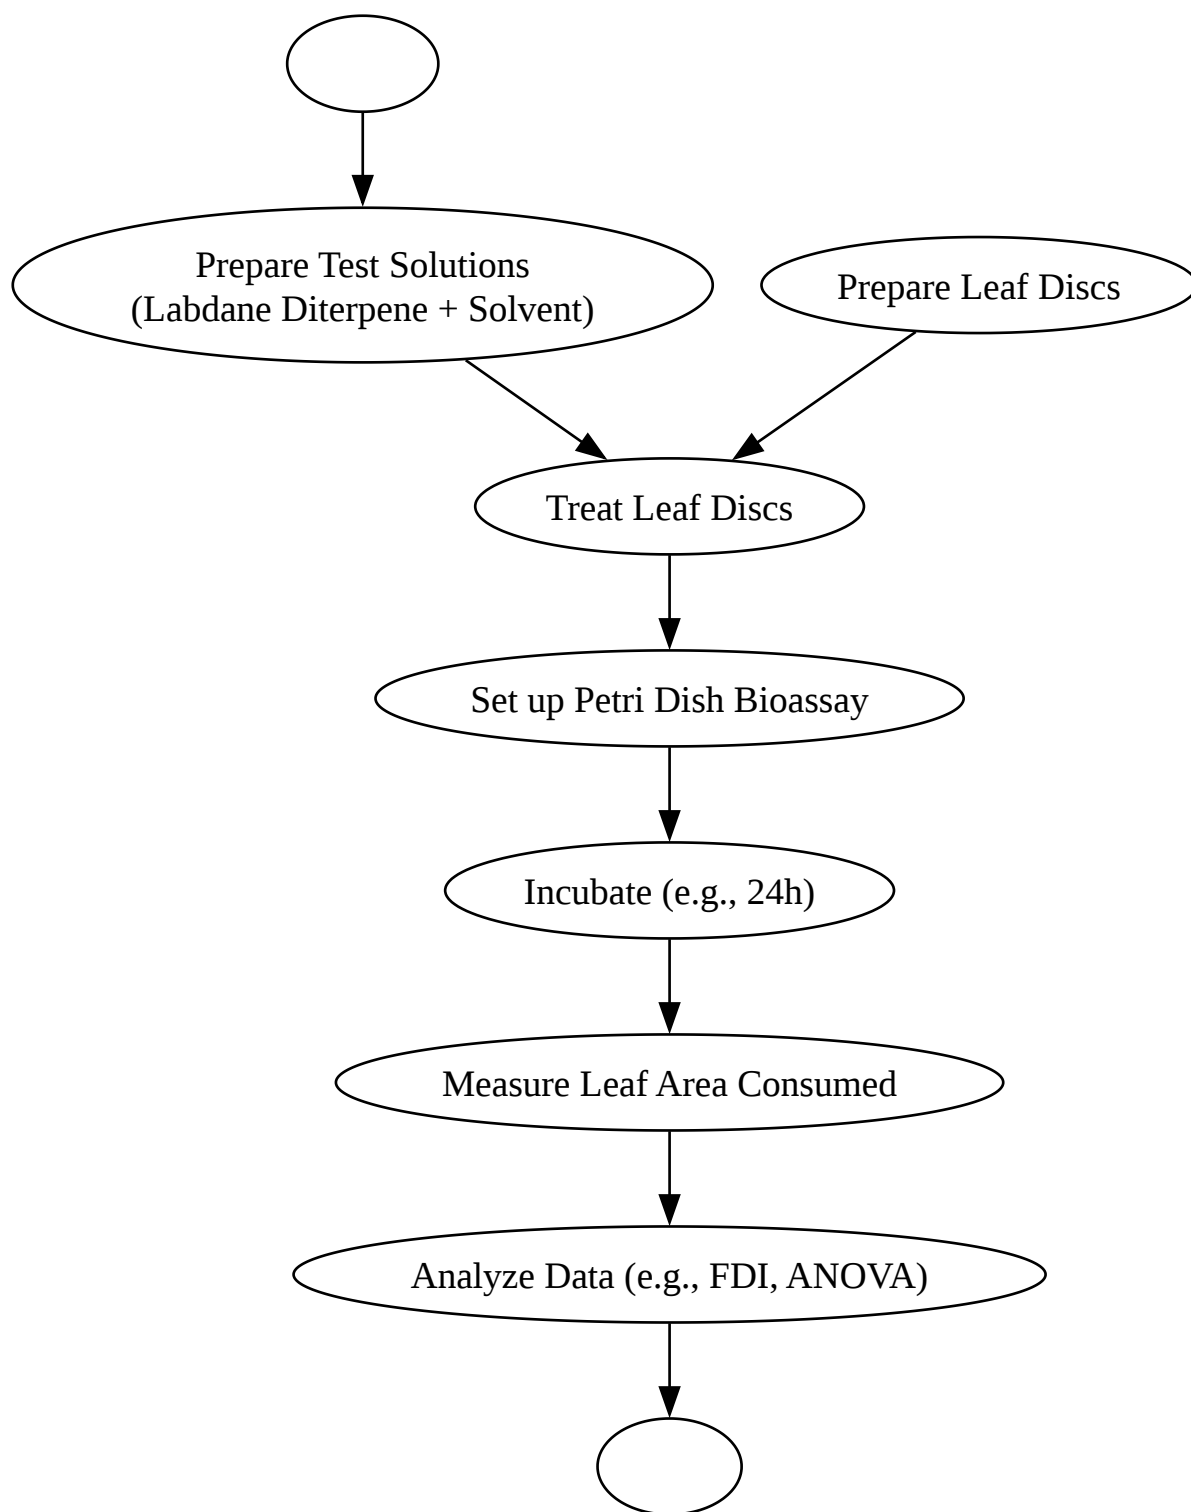 Prepare Test Solutions
(Labdane Diterpene + Solvent)
Prepare Leaf Discs
Treat Leaf Discs
Set up Petri Dish Bioassay
Incubate (e.g., 24h)
Measure Leaf Area Consumed
Analyze Data (e.g., FDI, ANOVA)